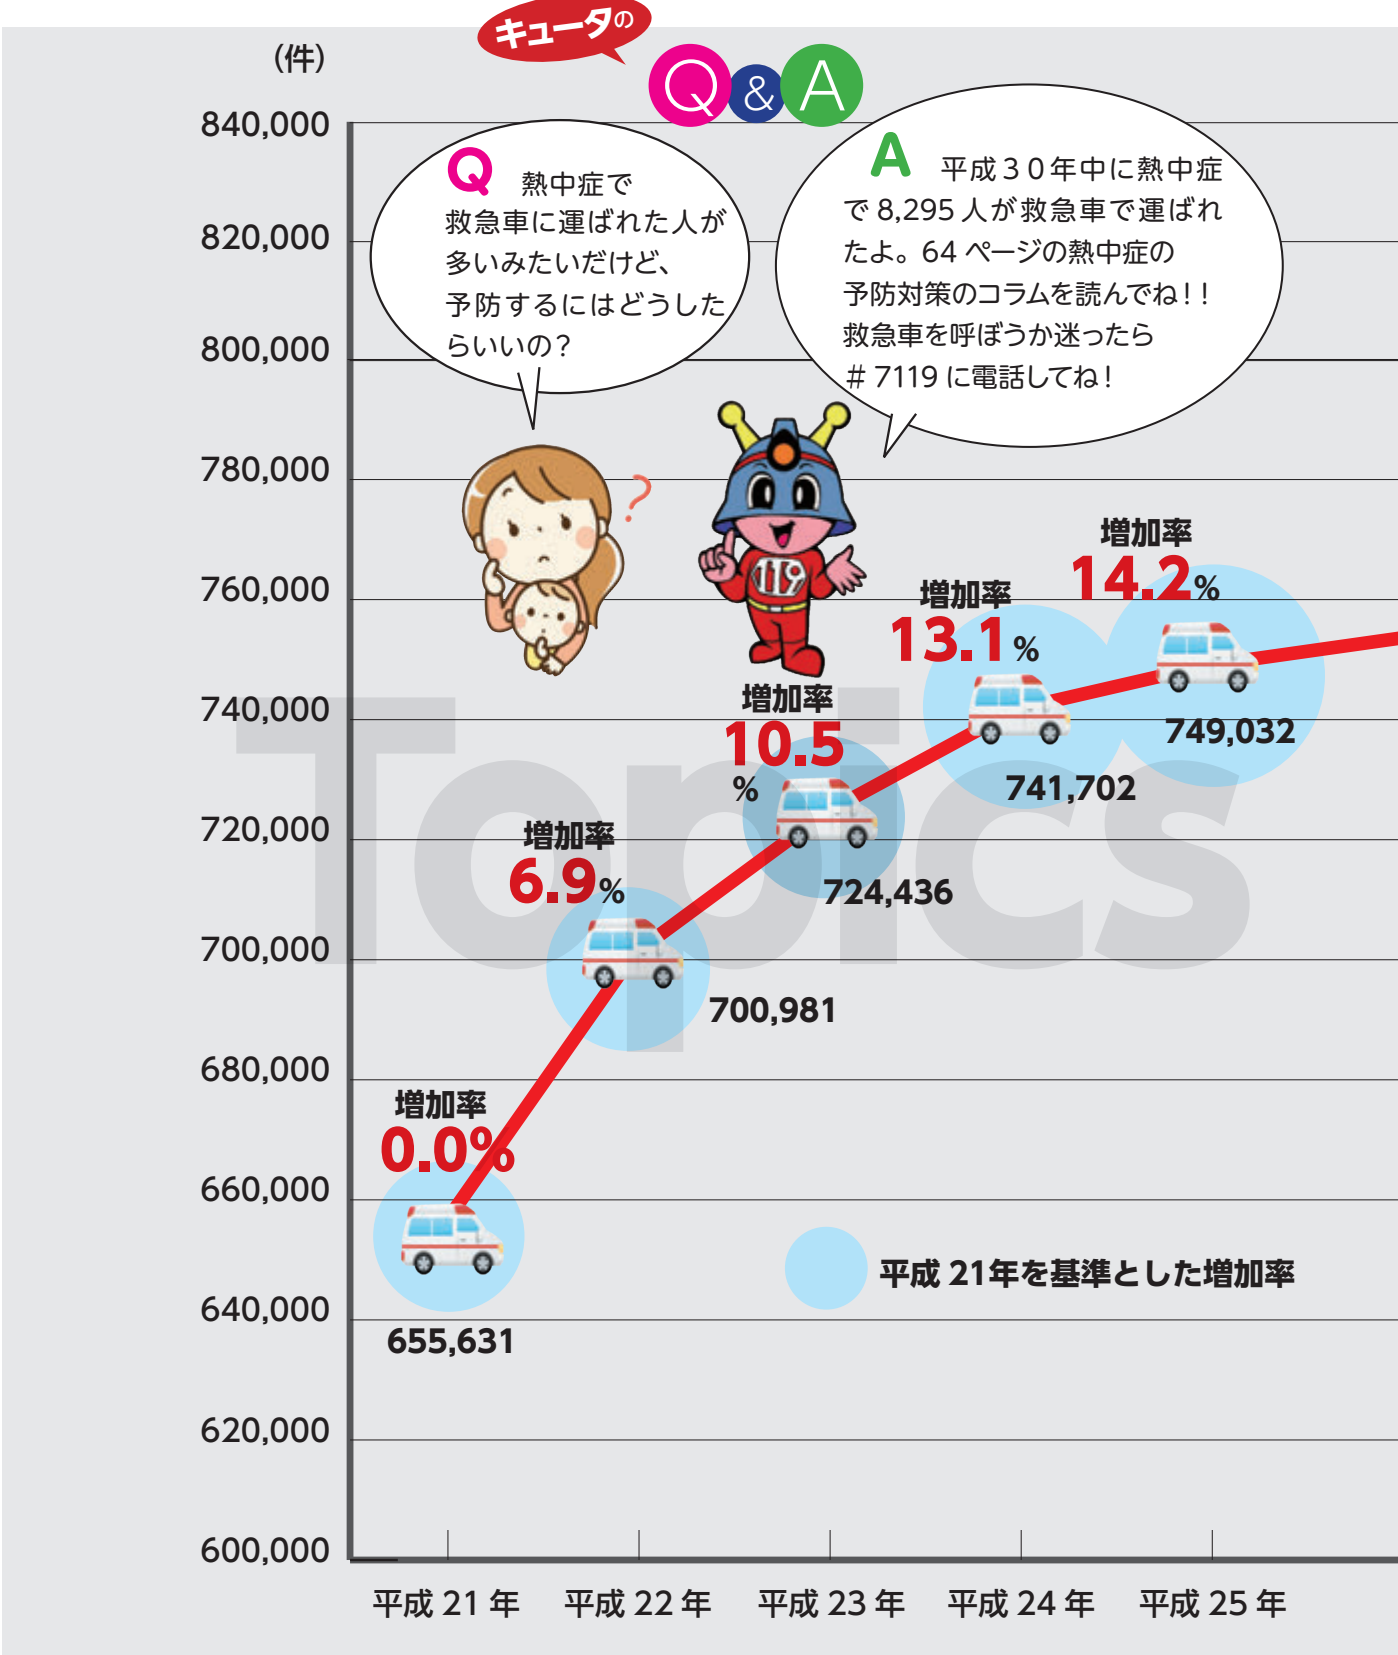 キュータの
Q & A
(件)
840,000
820,000
800,000
780,000
760,000
740,000
720,000
700,000
680,000
660,000
640,000
620,000
600,000
Q 熱中症で
救急車に運ばれた人が
多いみたいだけど、
予防するにはどうした
らいいの？
A 平成３０年中に熱中症
で 8,295 人が救急車で運ばれ
たよ。64 ページの熱中症の
予防対策のコラムを読んでね！！
救急車を呼ぼうか迷ったら
＃ 7119 に電話してね！
?
119
Topics
増加率
0.0%
655,631
増加率
6.9%
700,981
増加率
10.5
%
724,436
増加率
13.1%
741,702
増加率
14.2%
749,032
平成 21年を基準とした増加率
平成 21 年
平成 22 年
平成 23 年
平成 24 年
平成 25 年